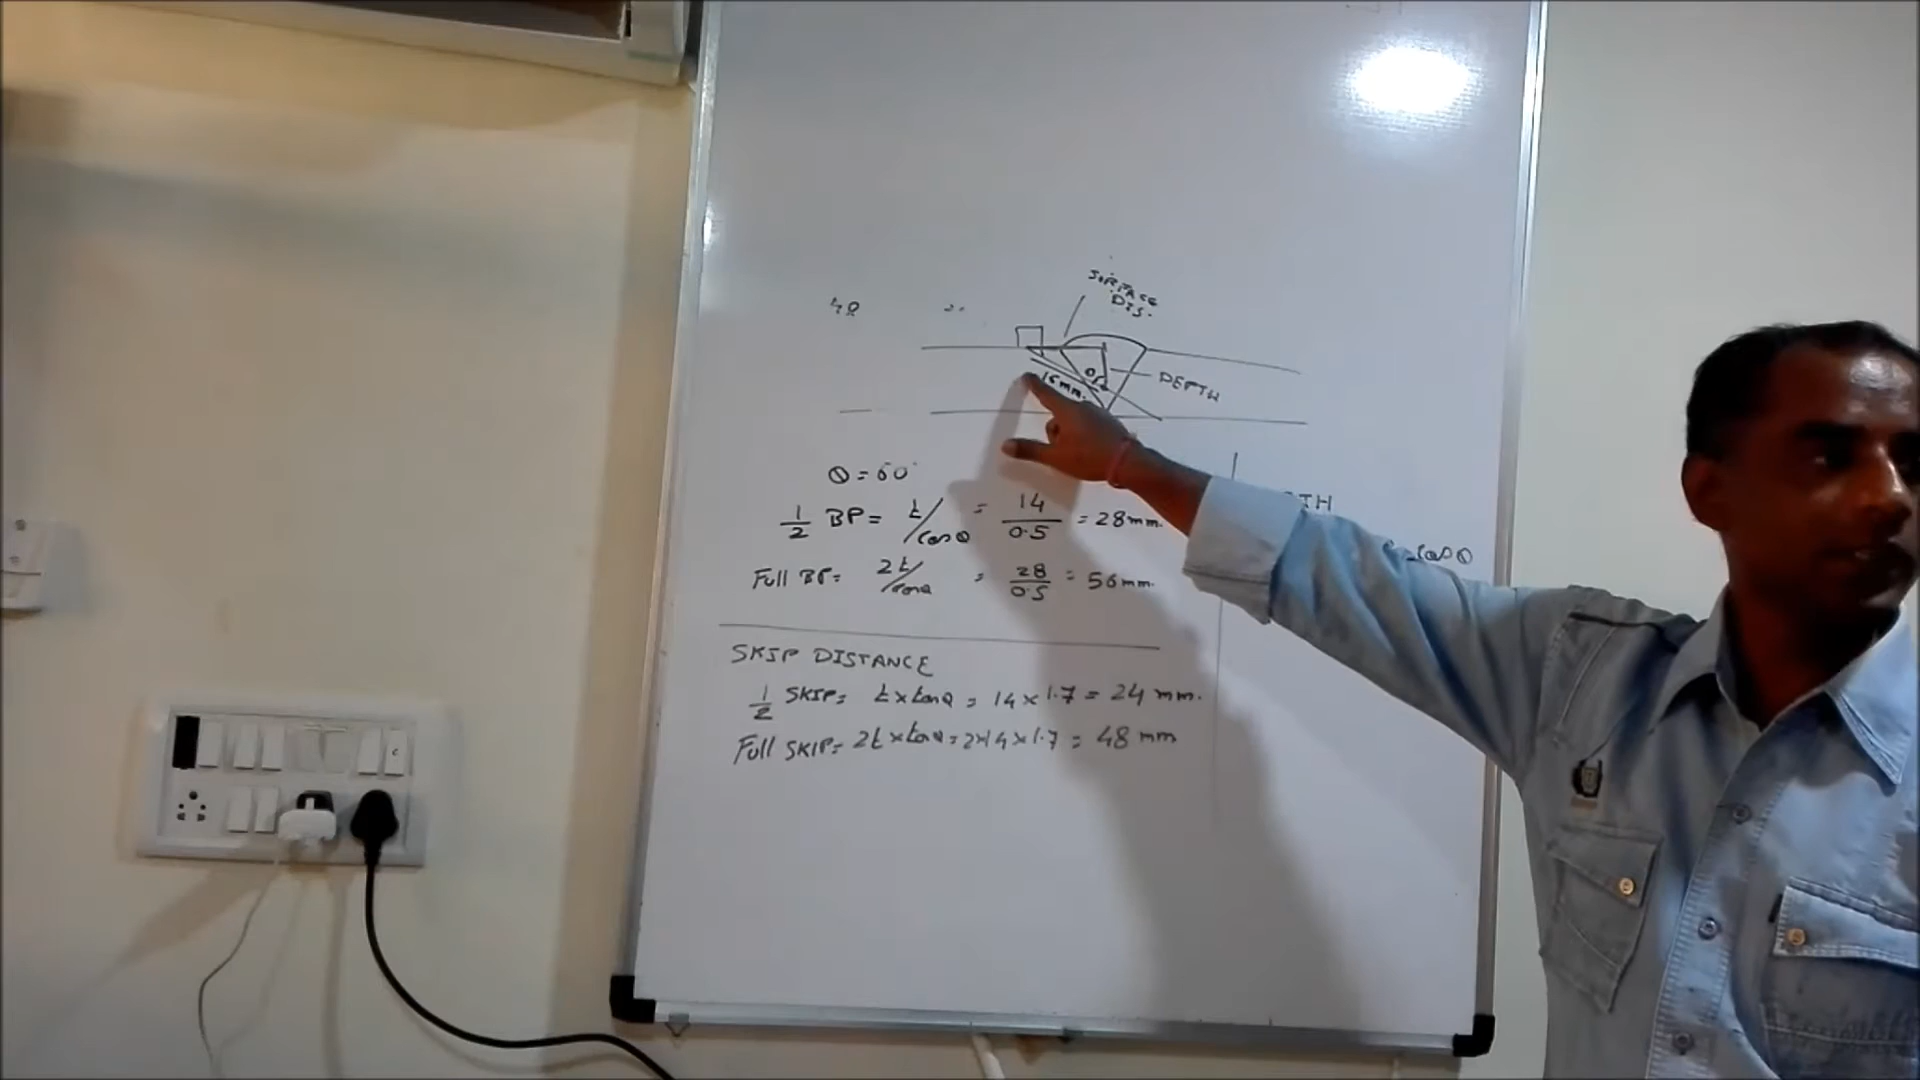 SURFACE
DIS.
DEPTH
15mm.
θ = 60°
1/2 BP = t/cosθ = 14/0.5 = 28mm.
Full BP = 2t/cosθ = 28/0.5 = 56mm.
SKIP DISTANCE
1/2 SKIP = t x tanθ = 14 x 1.7 = 24 mm.
Full SKIP = 2t x tanθ = 2x14 x 1.7 = 48 mm
TH
cosθ